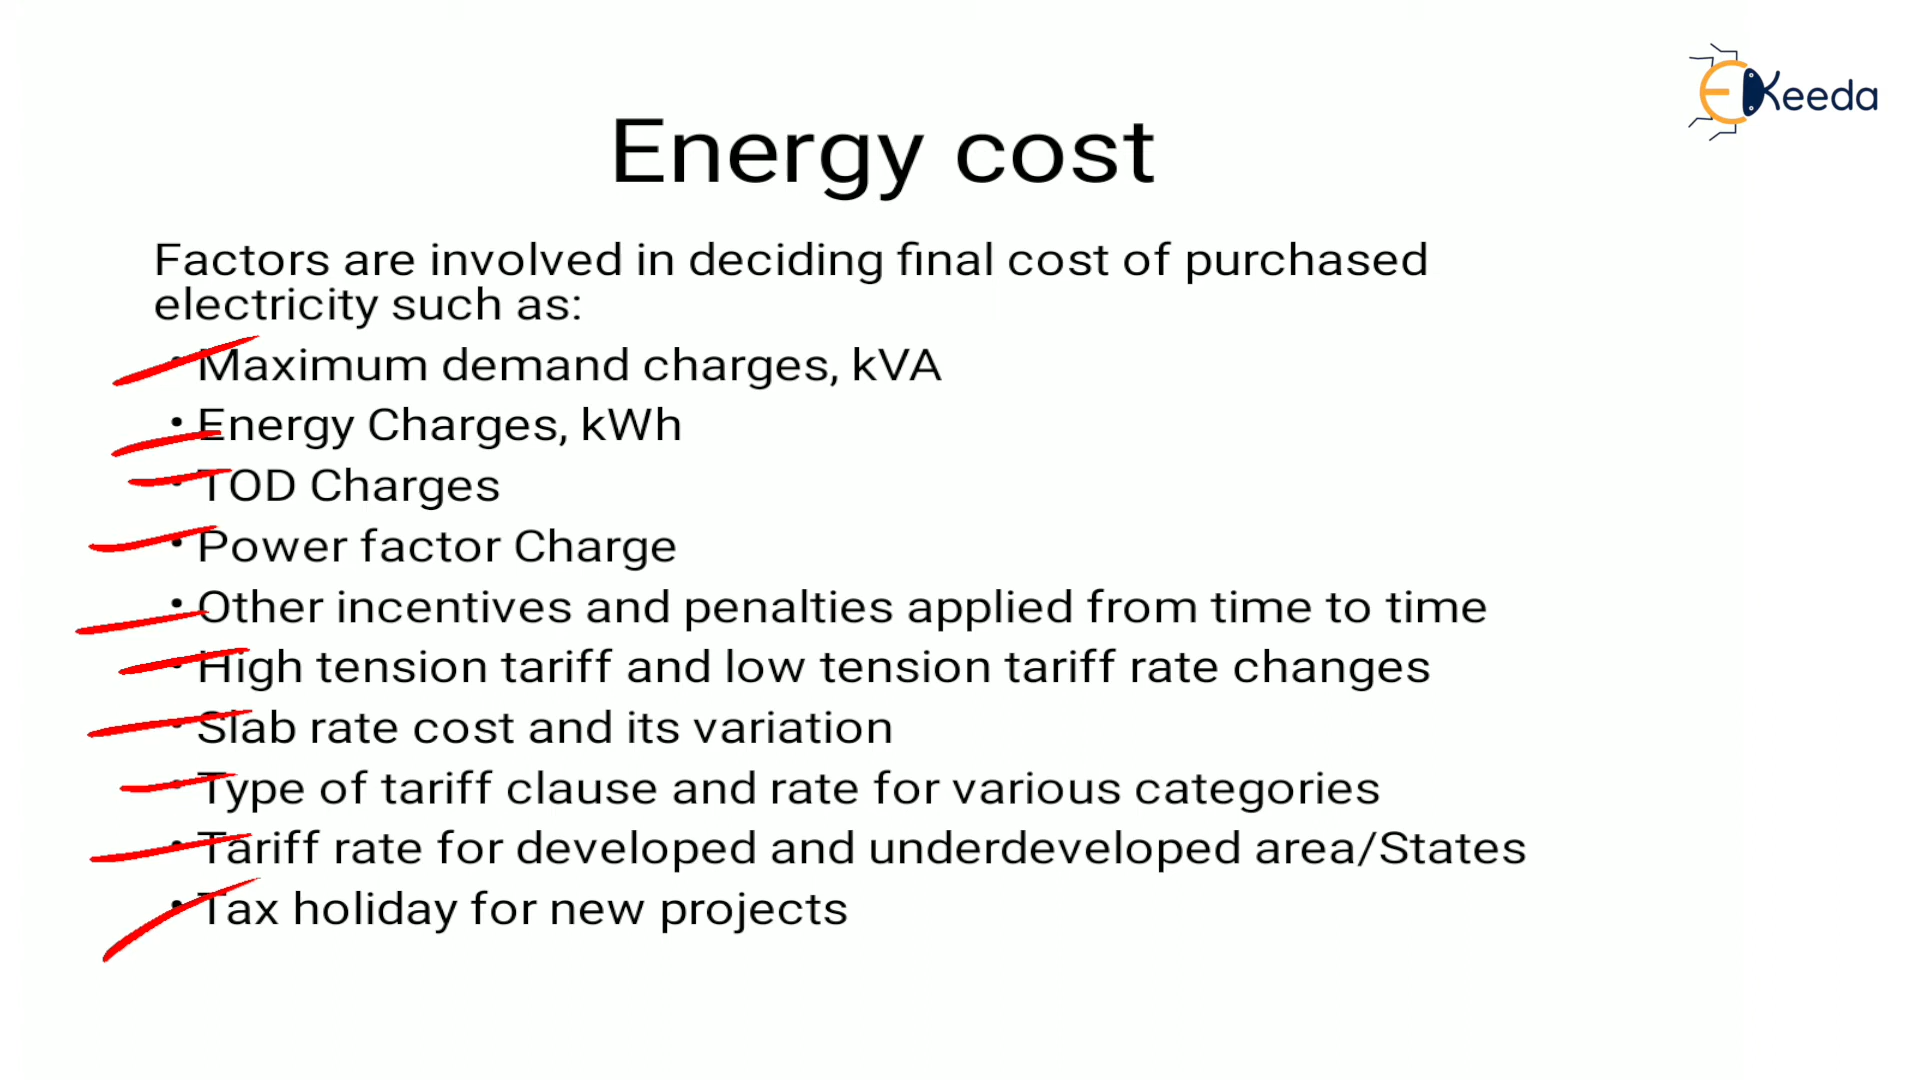 EKeeda
Energy cost
Factors are involved in deciding final cost of purchased
electricity such as:
• Maximum demand charges, kVA
• Energy Charges, kWh
• TOD Charges
• Power factor Charge
• Other incentives and penalties applied from time to time
• High tension tariff and low tension tariff rate changes
• Slab rate cost and its variation
• Type of tariff clause and rate for various categories
• Tariff rate for developed and underdeveloped area/States
• Tax holiday for new projects